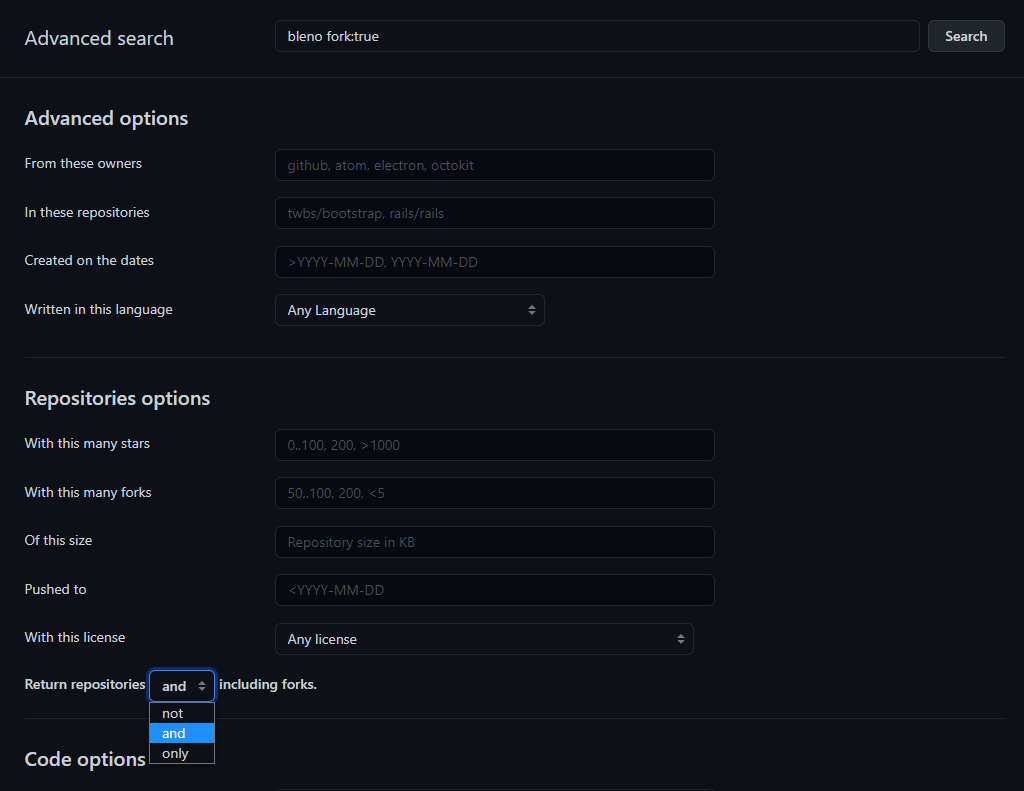 Advanced search
bleno fork:true
Search
Advanced options
From these owners
github, atom, electron, octokit
In these repositories
twbs/bootstrap, rails/rails
Created on the dates
>YYYY-MM-DD, YYYY-MM-DD
Written in this language
Any Language
Repositories options
With this many stars
0..100, 200, >1000
With this many forks
50..100, 200, <5
Of this size
Repository size in KB
Pushed to
<YYYY-MM-DD
With this license
Any license
Return repositories and including forks.
not
and
only
Code options